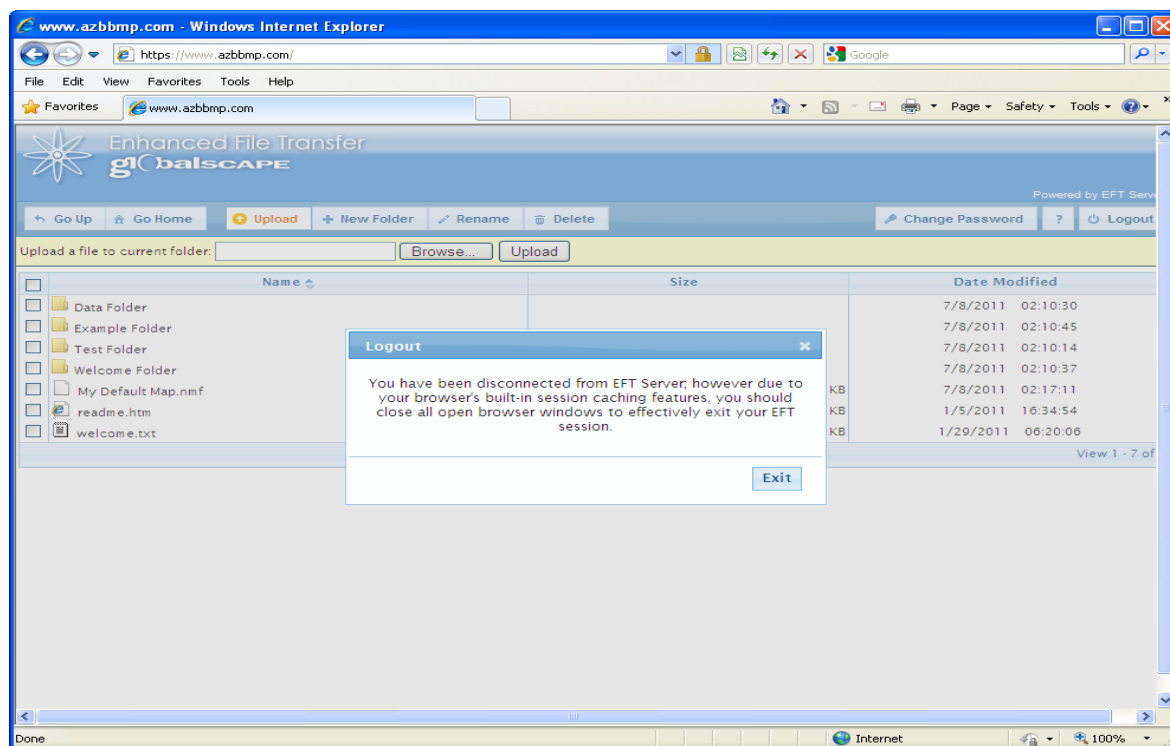 www.azbbmp.com - Windows Internet Explorer
https://www.azbbmp.com/
Google
File Edit View Favorites Tools Help
Favorites www.azbbmp.com Page Safety Tools
Enhanced File Transfer
globalSCAPE
Powered by EFT Serve
Go Up Go Home Upload New Folder Rename Delete Change Password ? Logout
Upload a file to current folder: Browse... Upload
Name Size Date Modified
Data Folder 7/8/2011 02:10:30
Example Folder 7/8/2011 02:10:45
Test Folder 7/8/2011 02:10:14
Welcome Folder 7/8/2011 02:10:37
My Default Map.nmf KB 7/8/2011 02:17:11
readme.htm KB 1/5/2011 16:34:54
welcome.txt KB 1/29/2011 06:20:06
View 1 - 7 of
Logout
You have been disconnected from EFT Server; however due to
your browser's built-in session caching features, you should
close all open browser windows to effectively exit your EFT
session.
Exit
Done Internet 100%